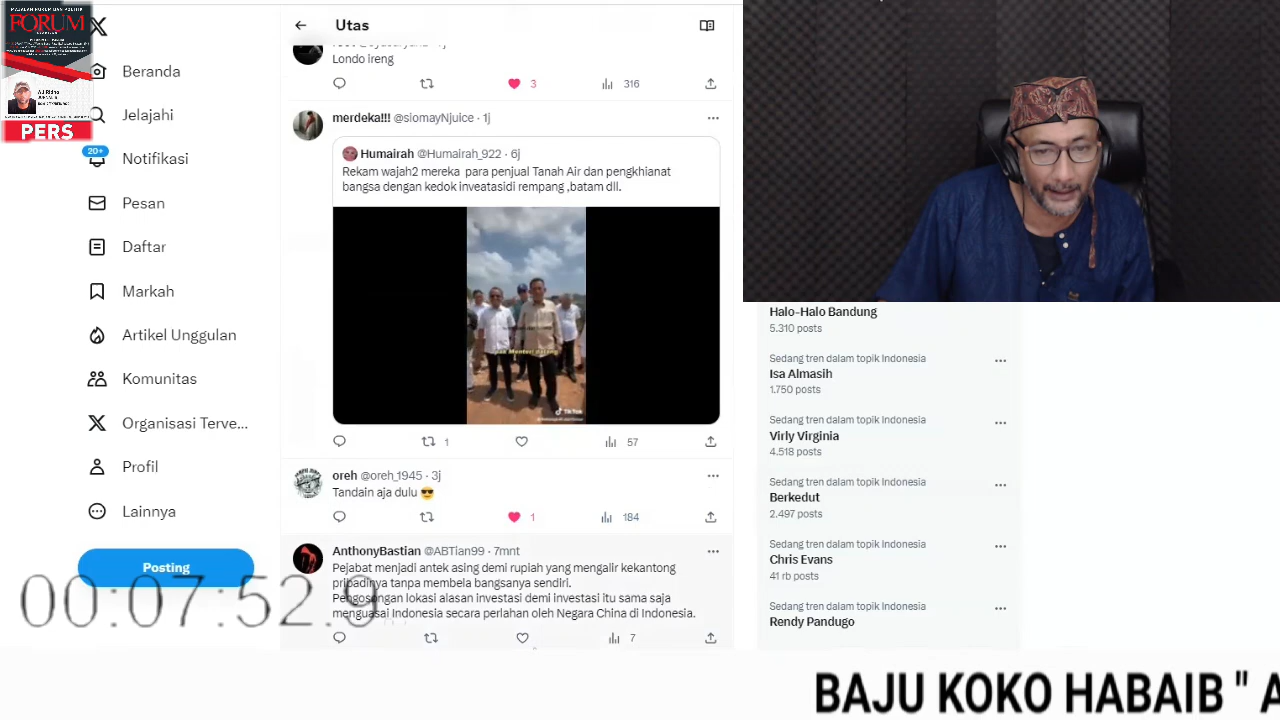 FORUM
PERS
Beranda
Jelajahi
20+
Notifikasi
Pesan
Daftar
Markah
Artikel Unggulan
Komunitas
Organisasi Terve...
Profil
Lainnya
Posting
00:07:52.9
Utas
Londo ireng
3
316
merdeka!!! @siomayNjuice · 1j
Humairah @Humairah_922 · 6j
Rekam wajah2 mereka para penjual Tanah Air dan pengkhianat
bangsa dengan kedok inveatasidi rempang ,batam dll.
TikTok
1
57
oreh @oreh_1945 · 3j
Tandain aja dulu 😎
1
184
AnthonyBastian @ABTian99 · 7mnt
Pejabat menjadi antek asing demi rupiah yang mengalir kekantong
pribadinya tanpa membela bangsanya sendiri.
Pengosongan lokasi alasan investasi demi investasi itu sama saja
menguasai Indonesia secara perlahan oleh Negara China di Indonesia.
7
Halo-Halo Bandung
5.310 posts
Sedang tren dalam topik Indonesia
Isa Almasih
1.750 posts
Sedang tren dalam topik Indonesia
Virly Virginia
4.518 posts
Sedang tren dalam topik Indonesia
Berkedut
2.497 posts
Sedang tren dalam topik Indonesia
Chris Evans
41 rb posts
Sedang tren dalam topik Indonesia
Rendy Pandugo
BAJU KOKO HABAIB " A